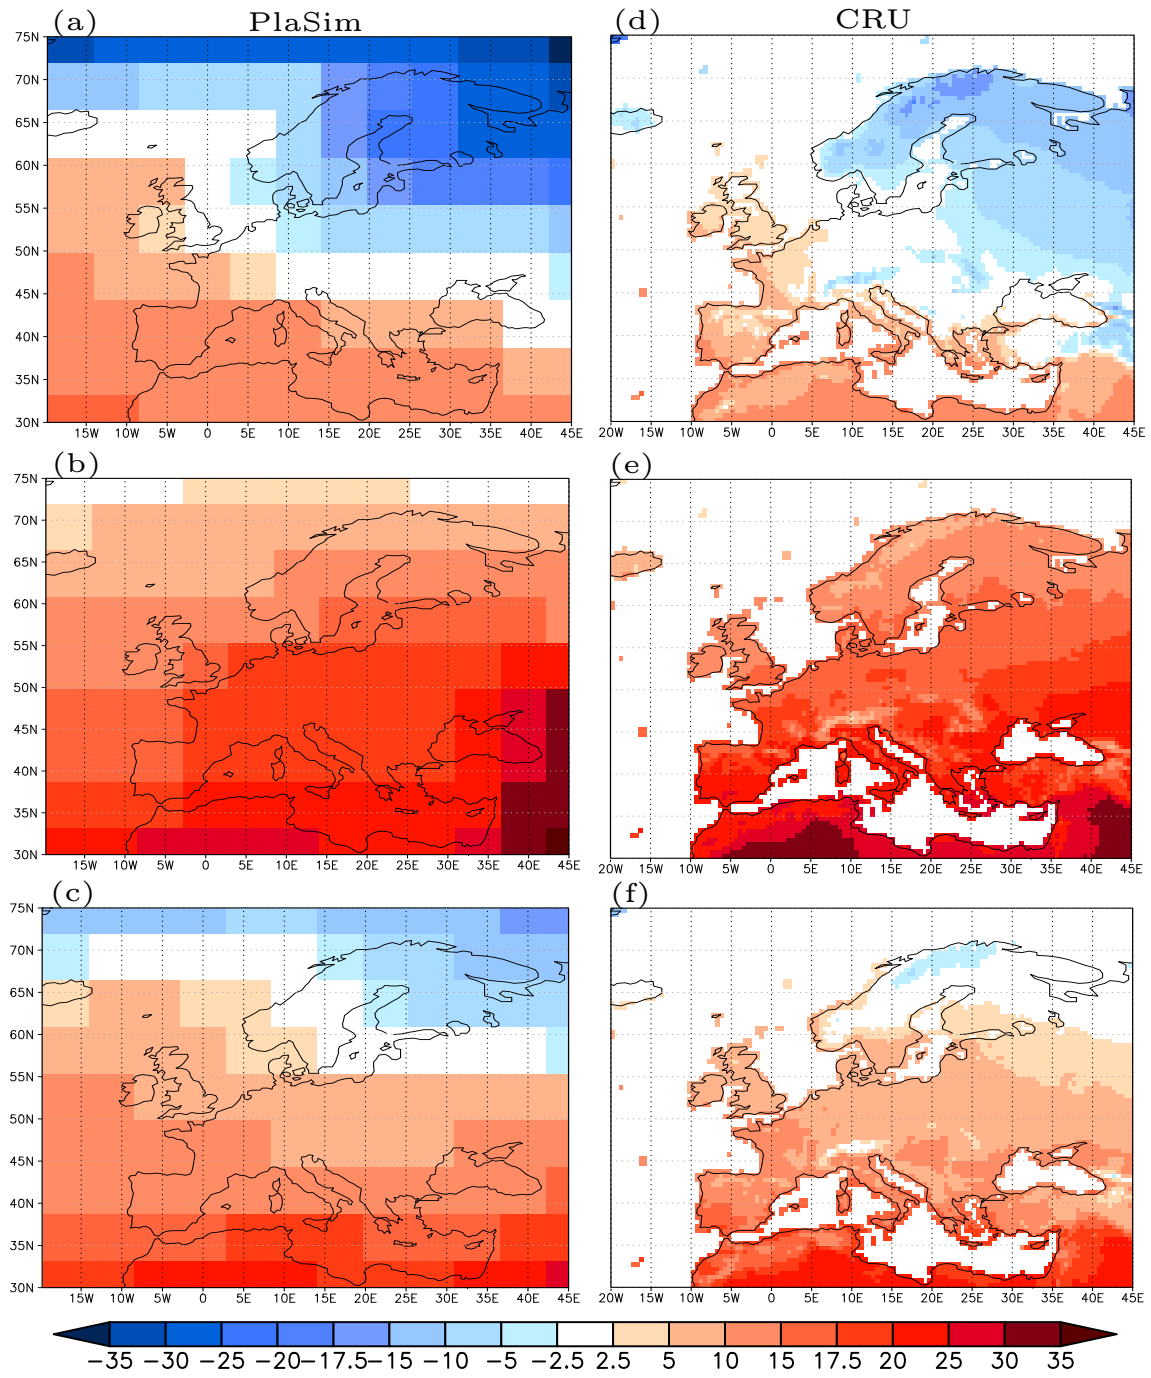 (a) PlaSim (d) CRU
75N
70N
65N
60N
55N
50N
45N
40N
35N
30N
15W 10W 5W 0 5E 10E 15E 20E 25E 30E 35E 40E 45E
20W 15W 10W 5W 0 5E 10E 15E 20E 25E 30E 35E 40E 45E
(b) (e)
75N
70N
65N
60N
55N
50N
45N
40N
35N
30N
15W 10W 5W 0 5E 10E 15E 20E 25E 30E 35E 40E 45E
20W 15W 10W 5W 0 5E 10E 15E 20E 25E 30E 35E 40E 45E
(c) (f)
75N
70N
65N
60N
55N
50N
45N
40N
35N
30N
15W 10W 5W 0 5E 10E 15E 20E 25E 30E 35E 40E 45E
20W 15W 10W 5W 0 5E 10E 15E 20E 25E 30E 35E 40E 45E
−35 −30 −25 −20 −17.5 −15 −10 −5 −2.5 2.5 5 10 15 17.5 20 25 30 35